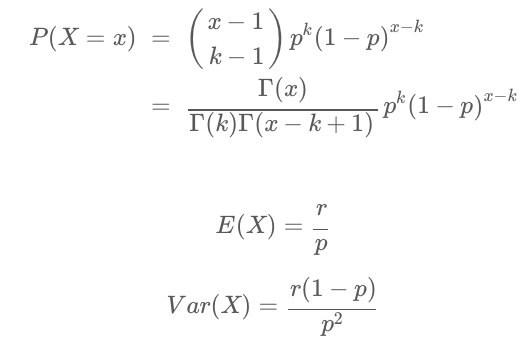 P(X = x) = \binom{x-1}{k-1} p^k (1-p)^{x-k}
= \frac{\Gamma(x)}{\Gamma(k)\Gamma(x-k+1)} p^k (1-p)^{x-k}
E(X) = \frac{r}{p}
Var(X) = \frac{r(1-p)}{p^2}